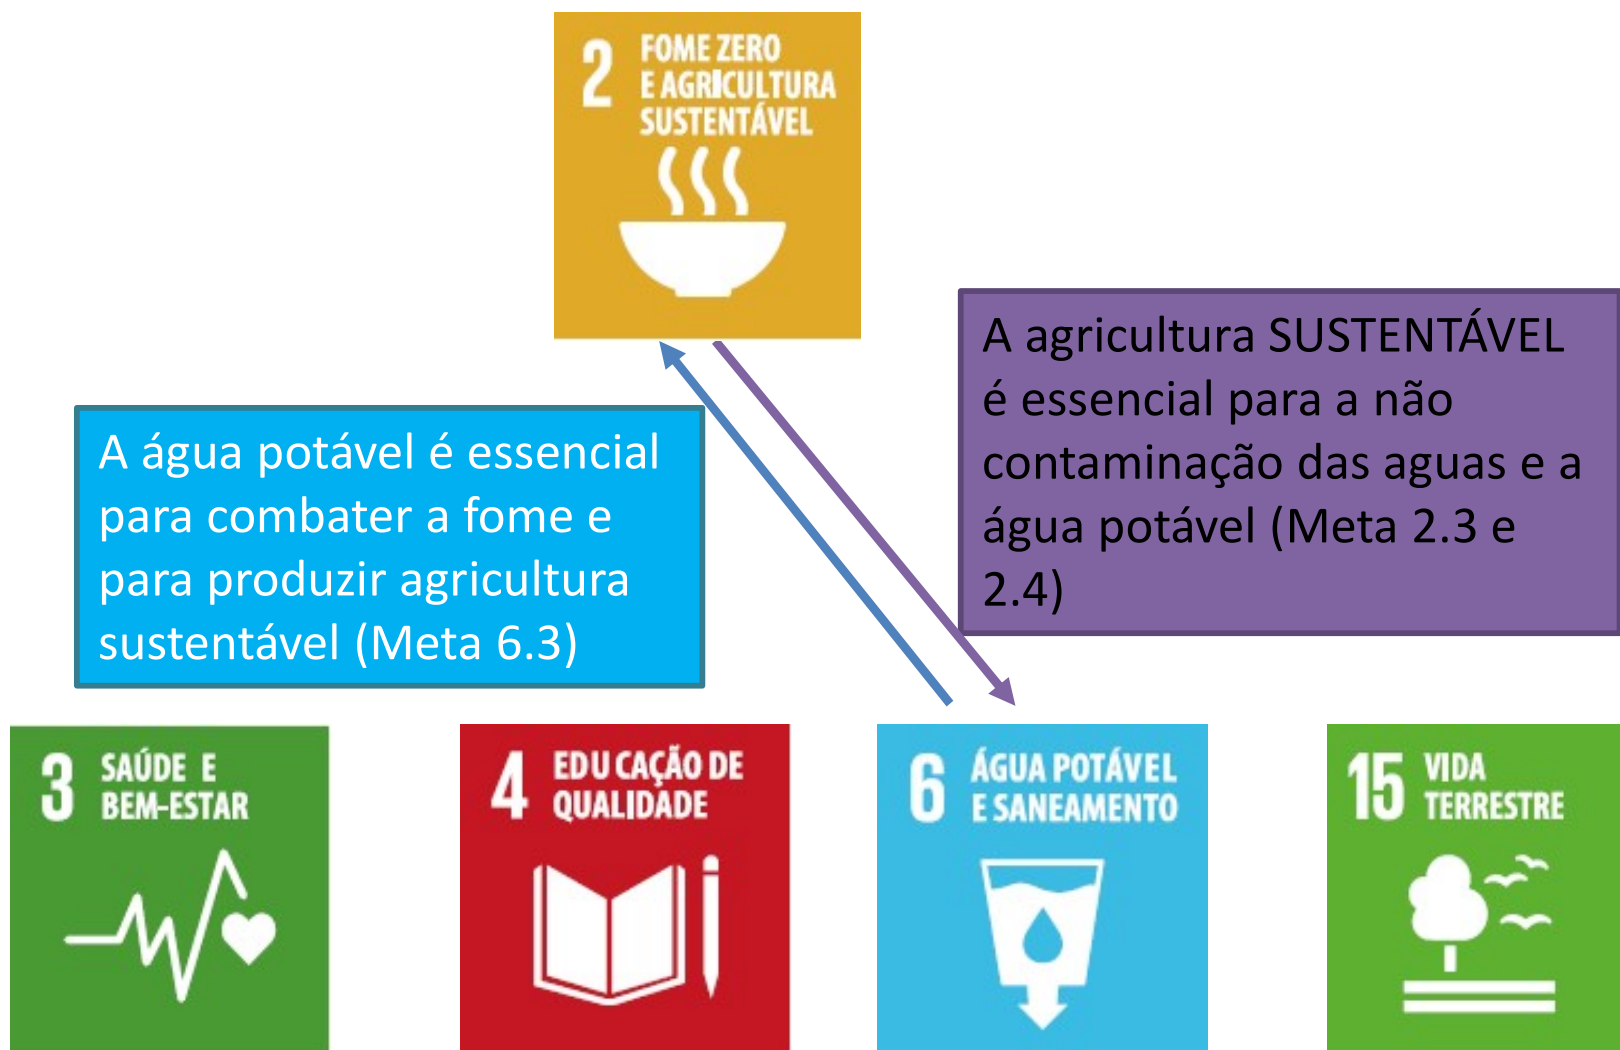 2 FOME ZERO
E AGRICULTURA
SUSTENTÁVEL
A água potável é essencial
para combater a fome e
para produzir agricultura
sustentável (Meta 6.3)
A agricultura SUSTENTÁVEL
é essencial para a não
contaminação das aguas e a
água potável (Meta 2.3 e
2.4)
3 SAÚDE E
BEM-ESTAR
4 EDUCAÇÃO DE
QUALIDADE
6 ÁGUA POTÁVEL
E SANEAMENTO
15 VIDA
TERRESTRE